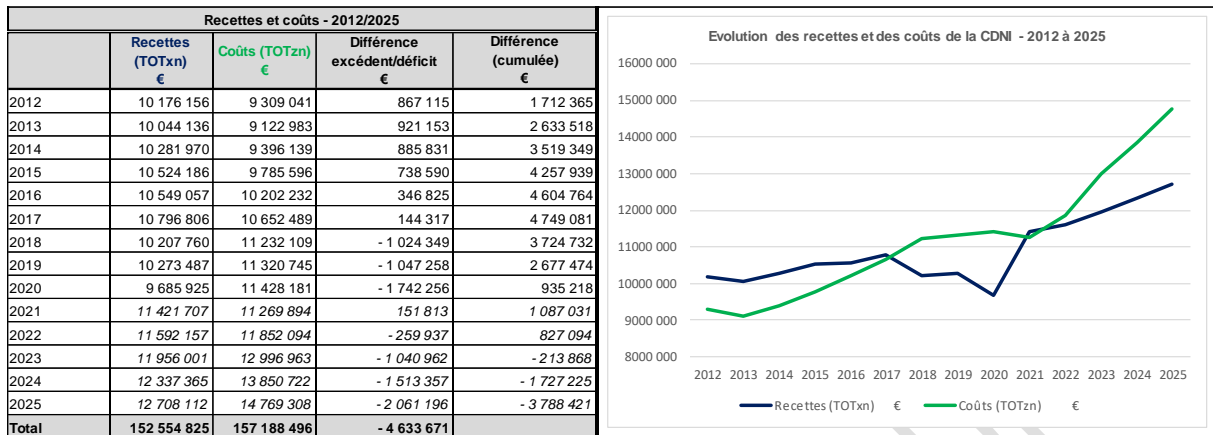 Recettes et coûts - 2012/2025
Recettes (TOTxn) € Coûts (TOTzn) € Différence excédent/déficit € Différence (cumulée) €
2012 10 176 156 9 309 041 867 115 1 712 365
2013 10 044 136 9 122 983 921 153 2 633 518
2014 10 281 970 9 396 139 885 831 3 519 349
2015 10 524 186 9 785 596 738 590 4 257 939
2016 10 549 057 10 202 232 346 825 4 604 764
2017 10 796 806 10 652 489 144 317 4 749 081
2018 10 207 760 11 232 109 - 1 024 349 3 724 732
2019 10 273 487 11 320 745 - 1 047 258 2 677 474
2020 9 685 925 11 428 181 - 1 742 256 935 218
2021 11 421 707 11 269 894 151 813 1 087 031
2022 11 592 157 11 852 094 - 259 937 827 094
2023 11 956 001 12 996 963 - 1 040 962 - 213 868
2024 12 337 365 13 850 722 - 1 513 357 - 1 727 225
2025 12 708 112 14 769 308 - 2 061 196 - 3 788 421
Total 152 554 825 157 188 496 - 4 633 671
Evolution des recettes et des coûts de la CDNI - 2012 à 2025
16000 000
15000 000
14000 000
13000 000
12000 000
11000 000
10000 000
9000 000
8000 000
2012 2013 2014 2015 2016 2017 2018 2019 2020 2021 2022 2023 2024 2025
Recettes (TOTxn) € Coûts (TOTzn) €